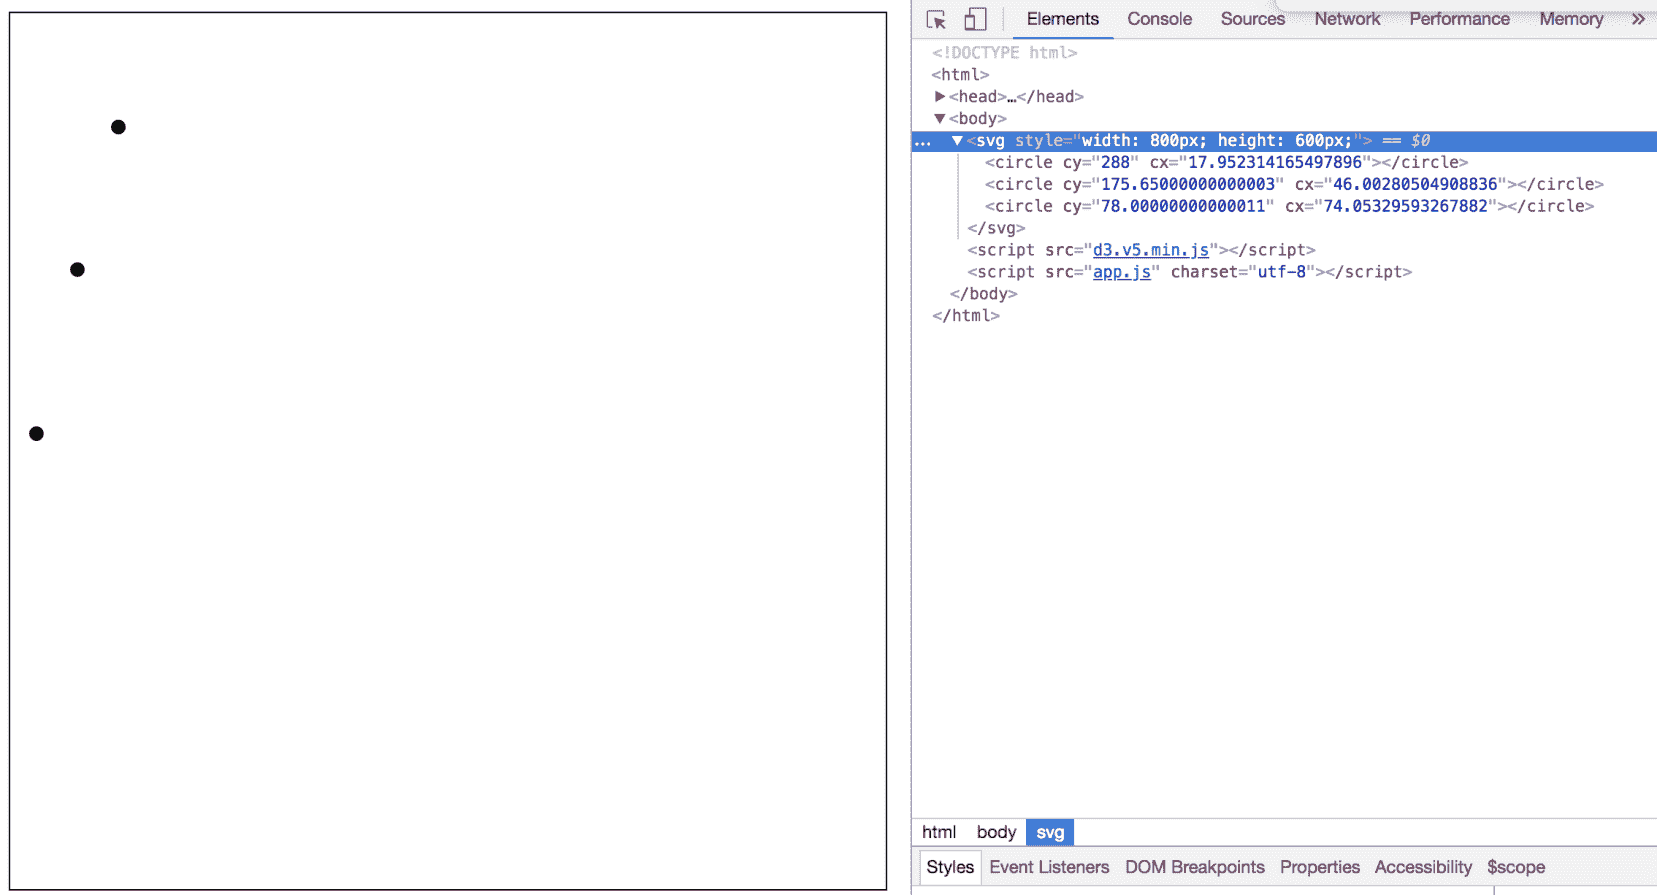 Elements Console Sources Network Performance Memory »
<!DOCTYPE html>
<html>
▶<head>…</head>
▼<body>
… ▼<svg style="width: 800px; height: 600px;"> == $0
<circle cy="288" cx="17.952314165497896"></circle>
<circle cy="175.65000000000003" cx="46.00280504908836"></circle>
<circle cy="78.00000000000011" cx="74.05329593267882"></circle>
</svg>
<script src="d3.v5.min.js"></script>
<script src="app.js" charset="utf-8"></script>
</body>
</html>
html body svg
Styles Event Listeners DOM Breakpoints Properties Accessibility $scope